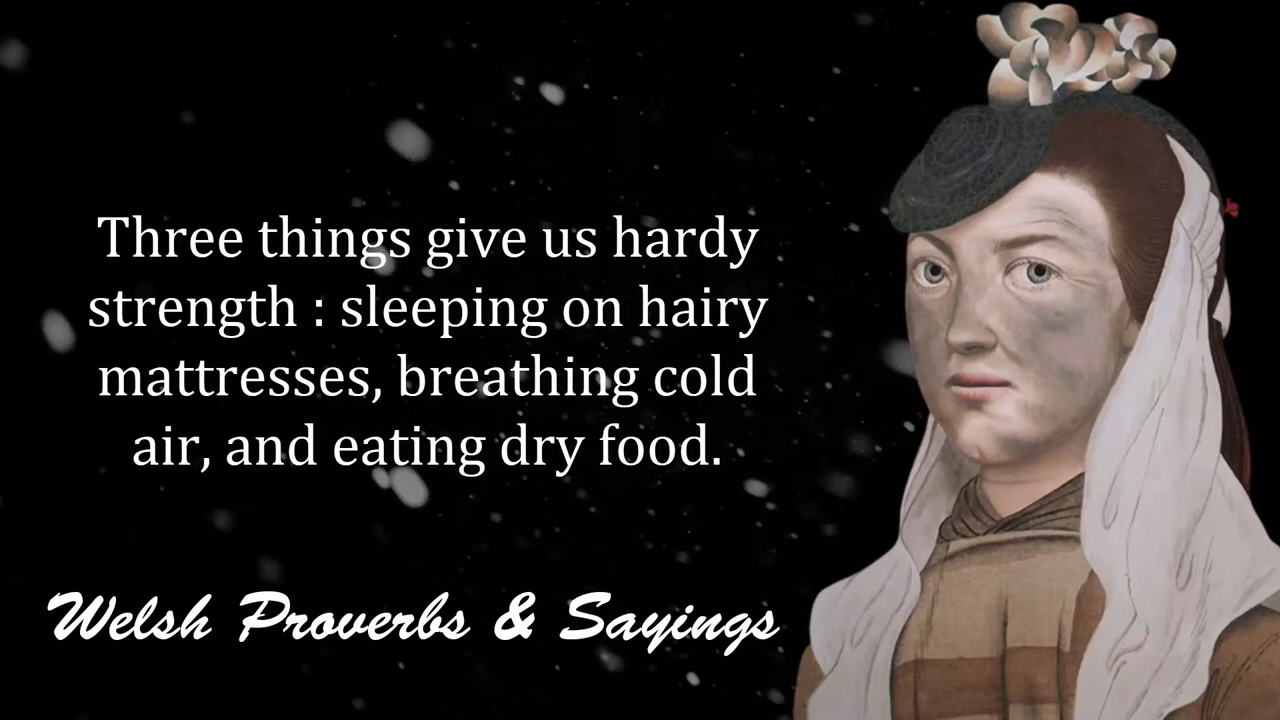 Three things give us hardy
strength : sleeping on hairy
mattresses, breathing cold
air, and eating dry food.
Welsh Proverbs & Sayings